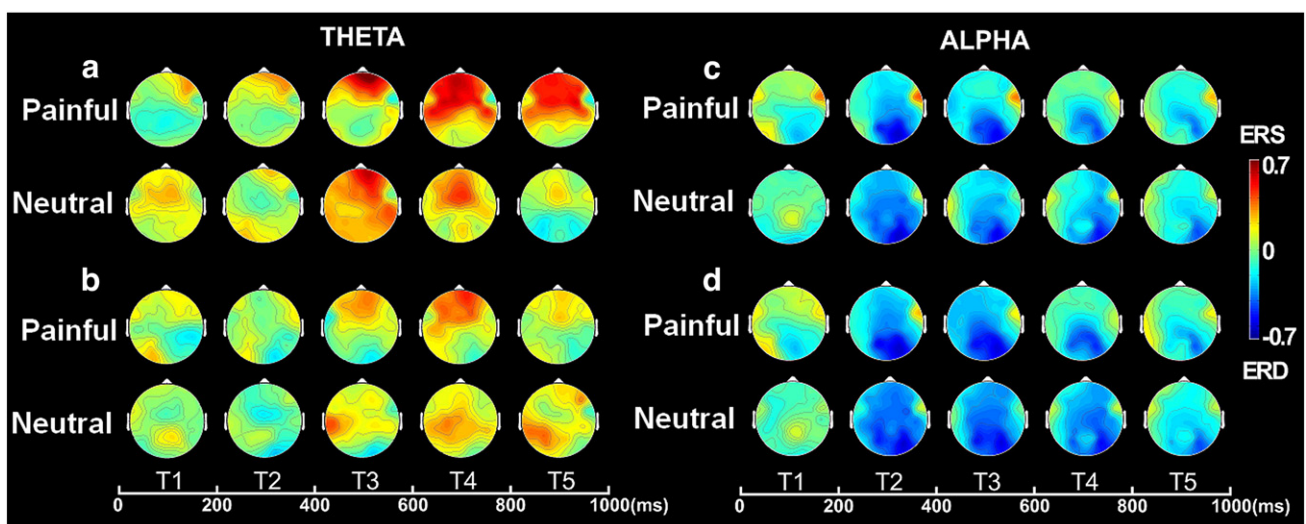 THETA
a
Painful
Neutral
b
Painful
Neutral
T1 T2 T3 T4 T5
0 200 400 600 800 1000(ms)
ALPHA
c
Painful
Neutral
d
Painful
Neutral
T1 T2 T3 T4 T5
0 200 400 600 800 1000(ms)
ERS
0.7
0
-0.7
ERD